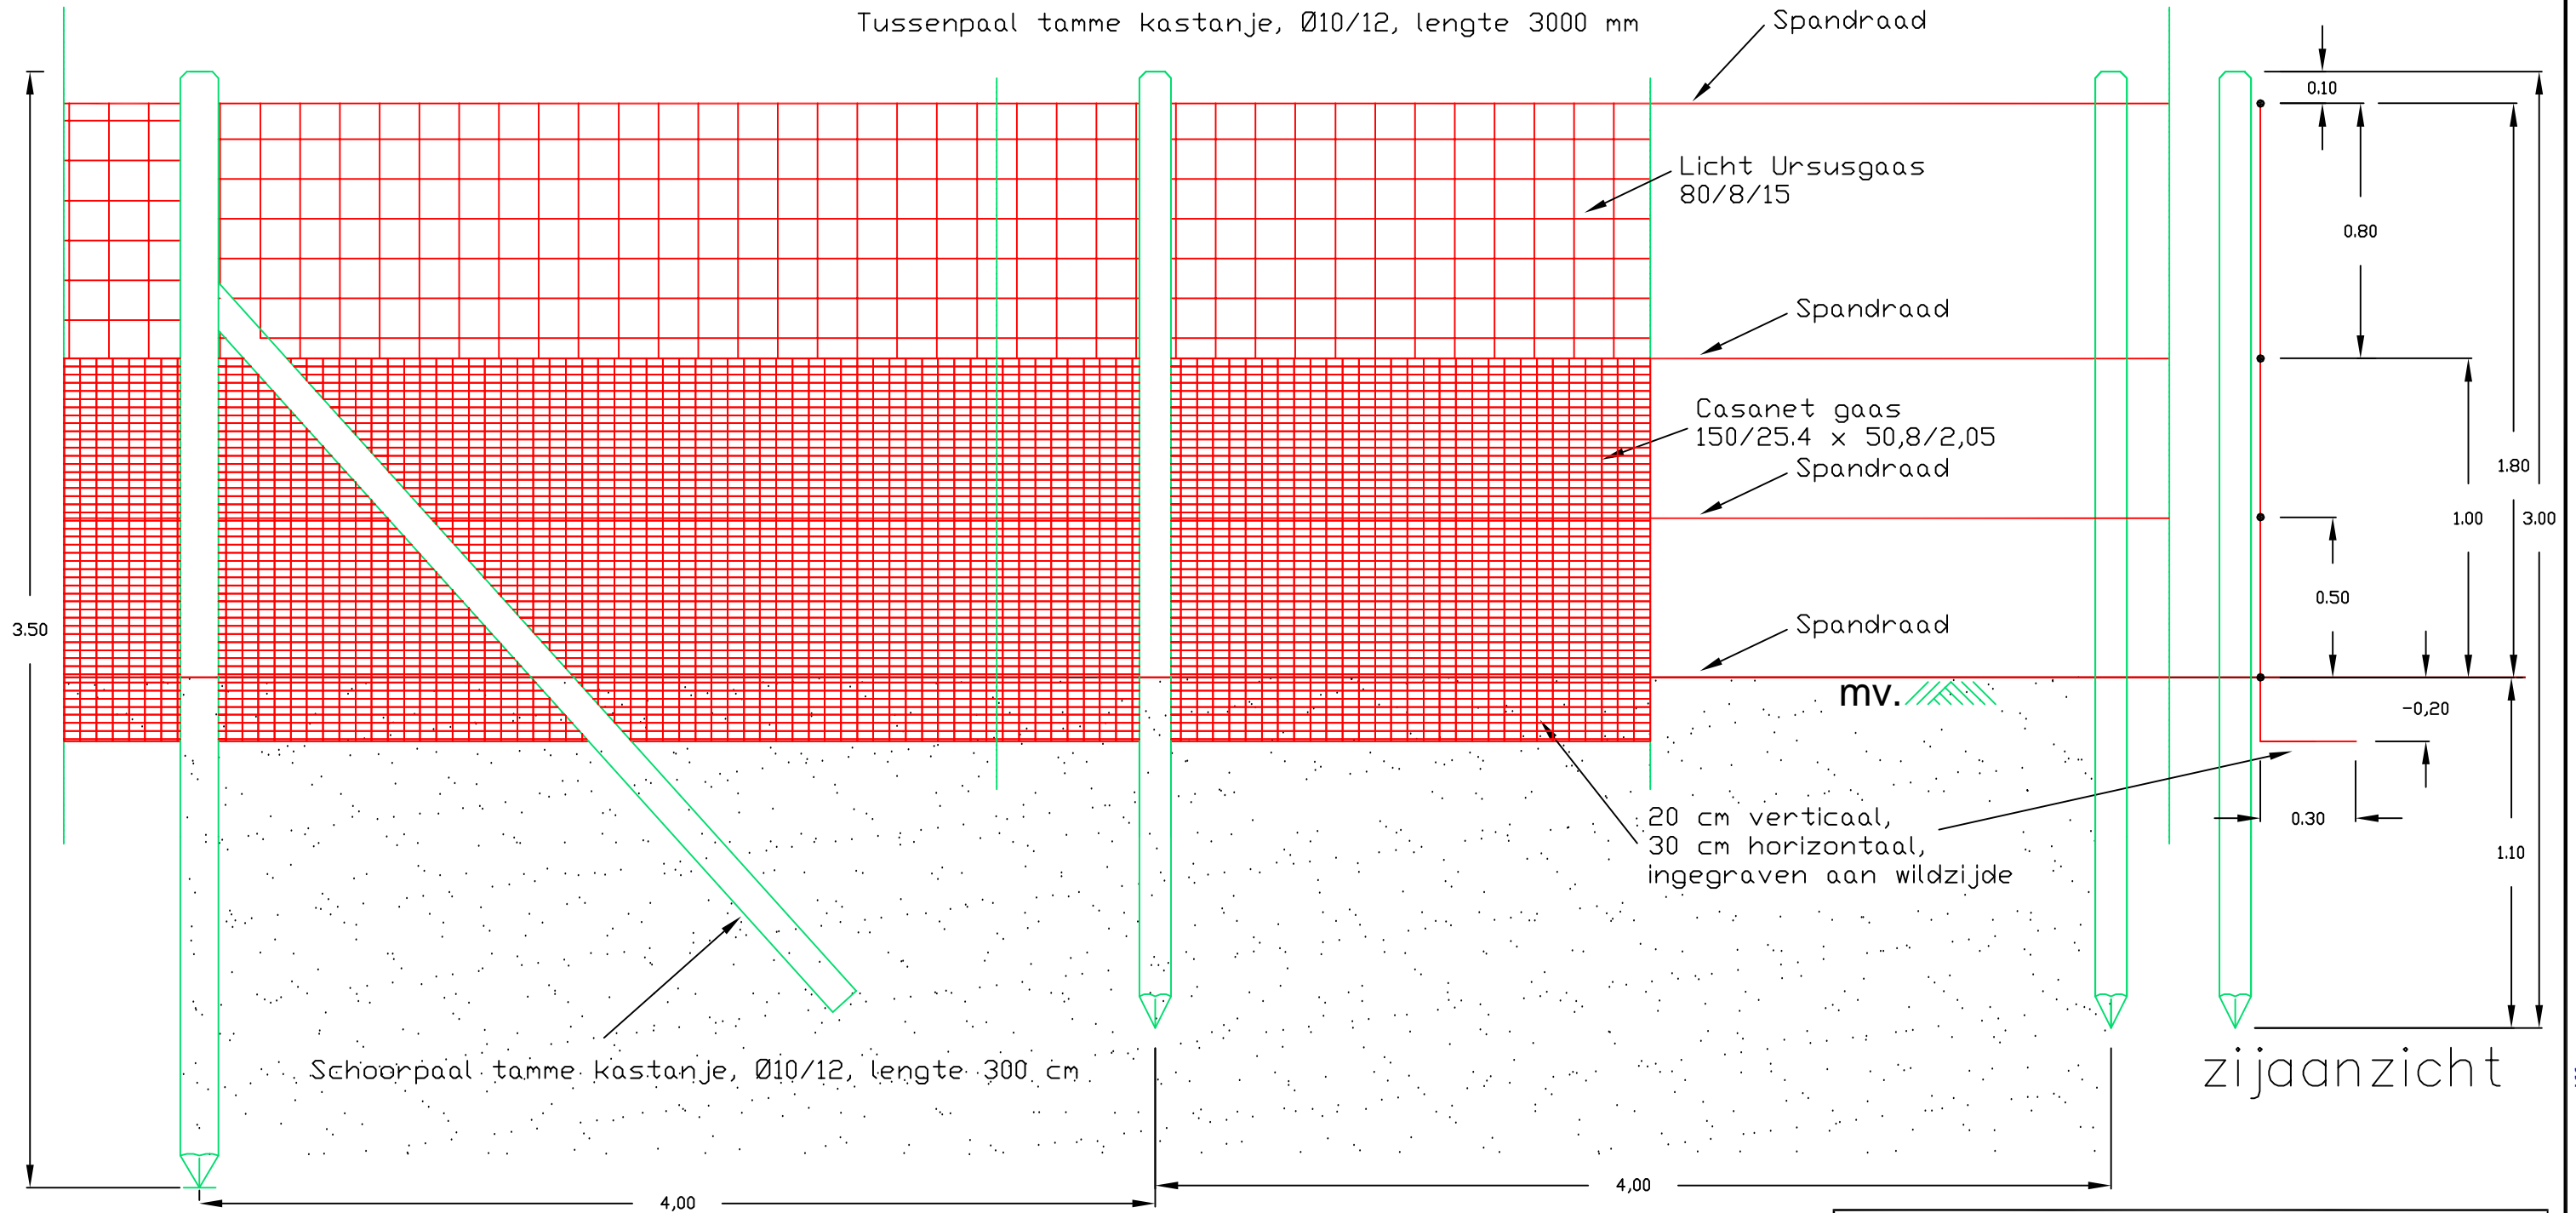 Tussenpaal tamme kastanje, Ø10/12, lengte 3000 mm
Spandraad
0.10
Licht Ursusgaas
80/8/15
0.80
Spandraad
Casanet gaas
150/25.4 x 50,8/2,05
Spandraad
1.80
1.00
3.00
0.50
3.50
Spandraad
mv.
-0,20
20 cm verticaal,
30 cm horizontaal,
ingegraven aan wildzijde
0.30
1.10
Schoorpaal tamme kastanje, Ø10/12, lengte 300 cm
zijaanzicht
4,00
4,00